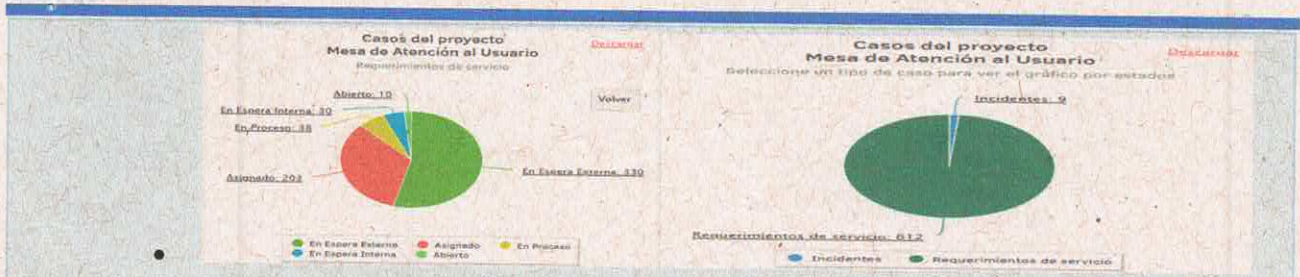 Casos del proyecto
Mesa de Atención al Usuario
Requerimientos de servicio
Descargar
Volver
Abierto: 10
En Espera Interna: 30
En Proceso: 38
Asignado: 203
En Espera Externa: 330
En Espera Externa
Asignado
En Proceso
En Espera Interna
Abierto
Casos del proyecto
Mesa de Atención al Usuario
Seleccione un tipo de caso para ver el gráfico por estados
Descargar
Incidentes: 9
Requerimientos de servicio: 612
Incidentes
Requerimientos de servicio